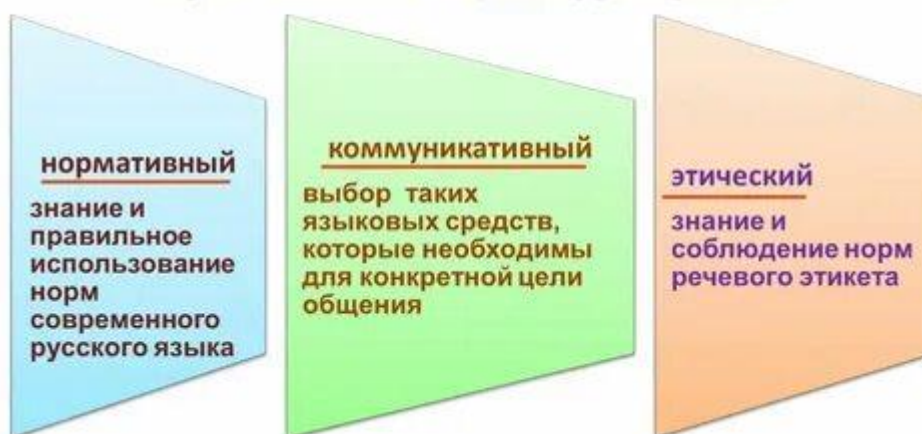 нормативный
знание и
правильное
использование
норм
современного
русского языка
коммуникативный
выбор таких
языковых средств,
которые необходимы
для конкретной цели
общения
этический
знание и
соблюдение норм
речевого этикета